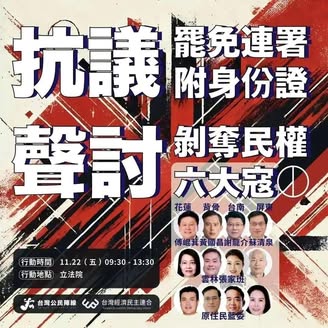 抗議
罷免連署
附身份證
聲討
剝奪民權
六大寇
花蓮 背骨 台南 屏東
傅崐萁黃國昌謝龍介蘇清泉
雲林張家班
原住民藍委
行動時間 11.22(五)09:30 - 13:30
行動地點 立法院
台灣公民陣線
台灣經濟民主連合